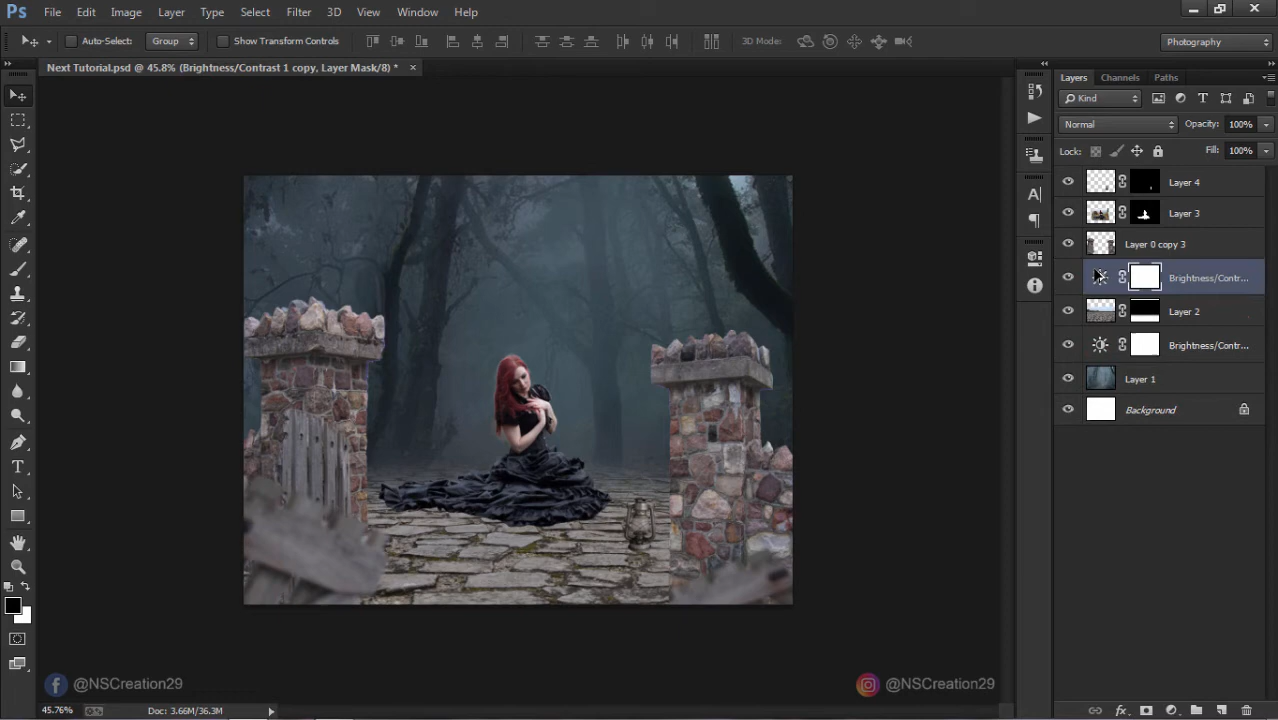 Ps File Edit Image Layer Type Select Filter 3D View Window Help
Auto-Select: Group Show Transform Controls 3D Mode: Photography
Next Tutorial.psd @ 45.8% (Brightness/Contrast 1 copy, Layer Mask/8) * ×
Layers Channels Paths
Kind
Normal Opacity: 100%
Lock: Fill: 100%
Layer 4
Layer 3
Layer 0 copy 3
Brightness/Contr...
Layer 2
Brightness/Contr...
Layer 1
Background
@NSCreation29 @NSCreation29
45.76% Doc: 3.66M/36.3M